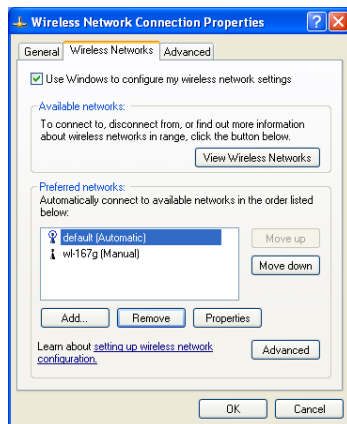 Wireless Network Connection Properties
General Wireless Networks Advanced
Use Windows to configure my wireless network settings
Available networks:
To connect to, disconnect from, or find out more information
about wireless networks in range, click the button below.
View Wireless Networks
Preferred networks:
Automatically connect to available networks in the order listed
below:
default (Automatic)
Move up
wl-167g (Manual)
Move down
Add... Remove Properties
Learn about setting up wireless network
configuration.
Advanced
OK Cancel